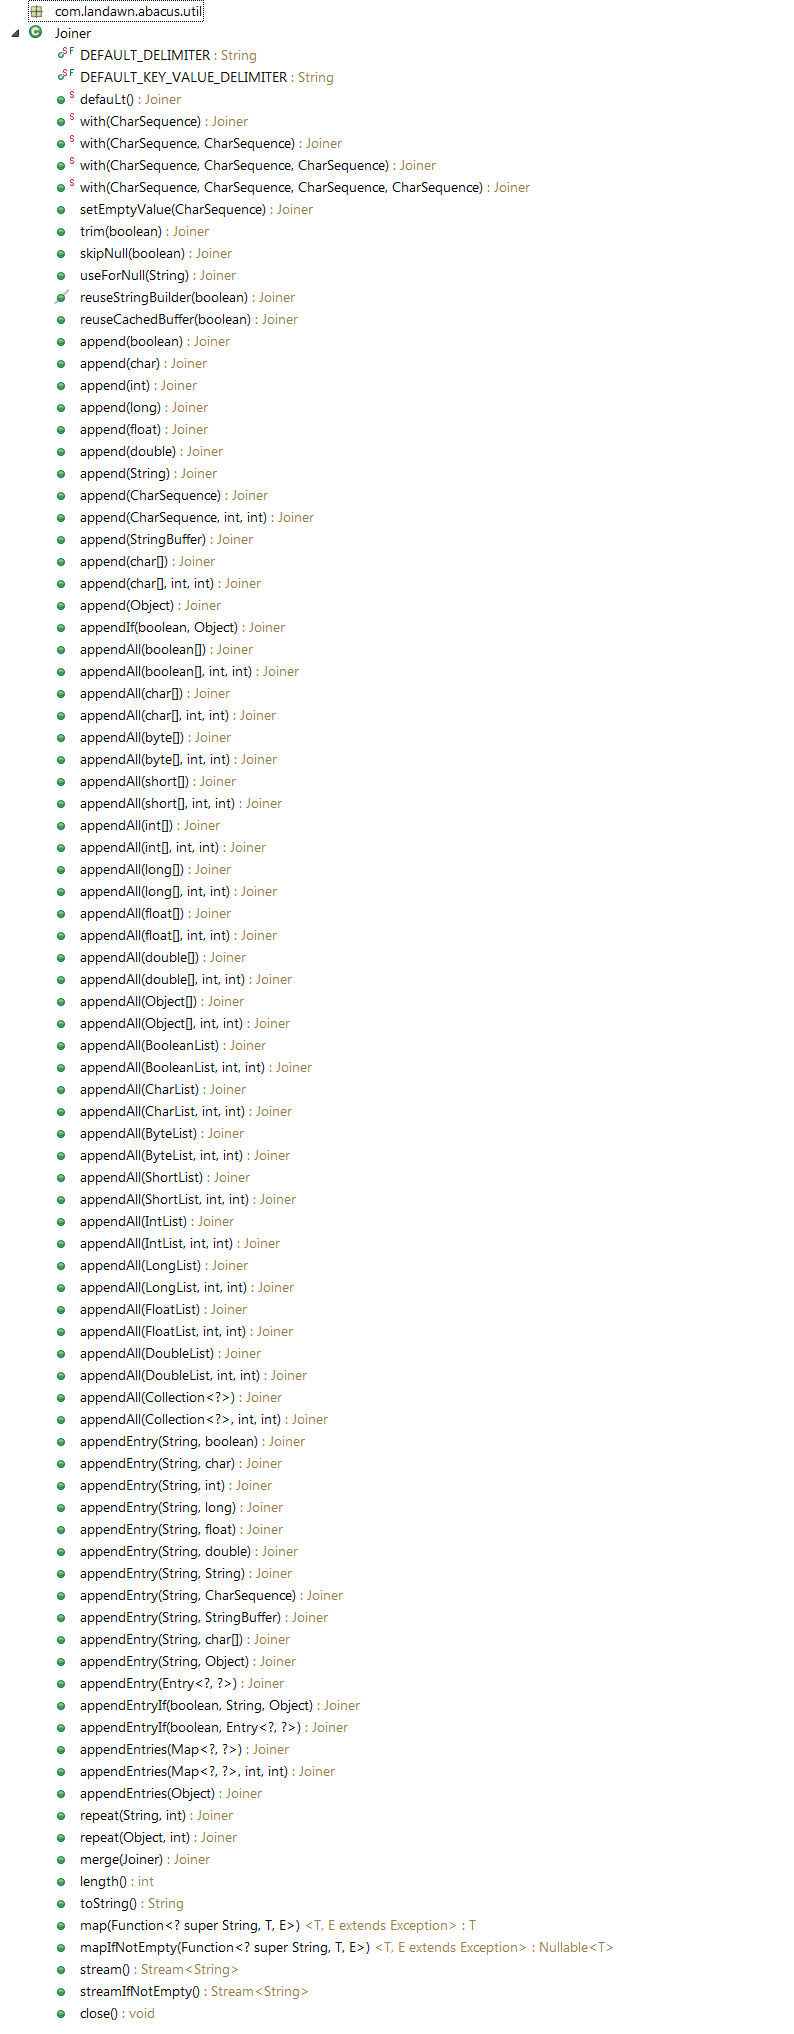 com.landawn.abacus.util
Joiner
DEFAULT_DELIMITER : String
DEFAULT_KEY_VALUE_DELIMITER : String
defauLt() : Joiner
with(CharSequence) : Joiner
with(CharSequence, CharSequence) : Joiner
with(CharSequence, CharSequence, CharSequence) : Joiner
with(CharSequence, CharSequence, CharSequence, CharSequence) : Joiner
setEmptyValue(CharSequence) : Joiner
trim(boolean) : Joiner
skipNull(boolean) : Joiner
useForNull(String) : Joiner
reuseStringBuilder(boolean) : Joiner
reuseCachedBuffer(boolean) : Joiner
append(boolean) : Joiner
append(char) : Joiner
append(int) : Joiner
append(long) : Joiner
append(float) : Joiner
append(double) : Joiner
append(String) : Joiner
append(CharSequence) : Joiner
append(CharSequence, int, int) : Joiner
append(StringBuffer) : Joiner
append(char[]) : Joiner
append(char[], int, int) : Joiner
append(Object) : Joiner
appendIf(boolean, Object) : Joiner
appendAll(boolean[]) : Joiner
appendAll(boolean[], int, int) : Joiner
appendAll(char[]) : Joiner
appendAll(char[], int, int) : Joiner
appendAll(byte[]) : Joiner
appendAll(byte[], int, int) : Joiner
appendAll(short[]) : Joiner
appendAll(short[], int, int) : Joiner
appendAll(int[]) : Joiner
appendAll(int[], int, int) : Joiner
appendAll(long[]) : Joiner
appendAll(long[], int, int) : Joiner
appendAll(float[]) : Joiner
appendAll(float[], int, int) : Joiner
appendAll(double[]) : Joiner
appendAll(double[], int, int) : Joiner
appendAll(Object[]) : Joiner
appendAll(Object[], int, int) : Joiner
appendAll(BooleanList) : Joiner
appendAll(BooleanList, int, int) : Joiner
appendAll(CharList) : Joiner
appendAll(CharList, int, int) : Joiner
appendAll(ByteList) : Joiner
appendAll(ByteList, int, int) : Joiner
appendAll(ShortList) : Joiner
appendAll(ShortList, int, int) : Joiner
appendAll(IntList) : Joiner
appendAll(IntList, int, int) : Joiner
appendAll(LongList) : Joiner
appendAll(LongList, int, int) : Joiner
appendAll(FloatList) : Joiner
appendAll(FloatList, int, int) : Joiner
appendAll(DoubleList) : Joiner
appendAll(DoubleList, int, int) : Joiner
appendAll(Collection<?>) : Joiner
appendAll(Collection<?>, int, int) : Joiner
appendEntry(String, boolean) : Joiner
appendEntry(String, char) : Joiner
appendEntry(String, int) : Joiner
appendEntry(String, long) : Joiner
appendEntry(String, float) : Joiner
appendEntry(String, double) : Joiner
appendEntry(String, String) : Joiner
appendEntry(String, CharSequence) : Joiner
appendEntry(String, StringBuffer) : Joiner
appendEntry(String, char[]) : Joiner
appendEntry(String, Object) : Joiner
appendEntry(Entry<?, ?>) : Joiner
appendEntryIf(boolean, String, Object) : Joiner
appendEntryIf(boolean, Entry<?, ?>) : Joiner
appendEntries(Map<?, ?>) : Joiner
appendEntries(Map<?, ?>, int, int) : Joiner
appendEntries(Object) : Joiner
repeat(String, int) : Joiner
repeat(Object, int) : Joiner
merge(Joiner) : Joiner
length() : int
toString() : String
map(Function<? super String, T, E>) <T, E extends Exception> : T
mapIfNotEmpty(Function<? super String, T, E>) <T, E extends Exception> : Nullable<T>
stream() : Stream<String>
streamIfNotEmpty() : Stream<String>
close() : void